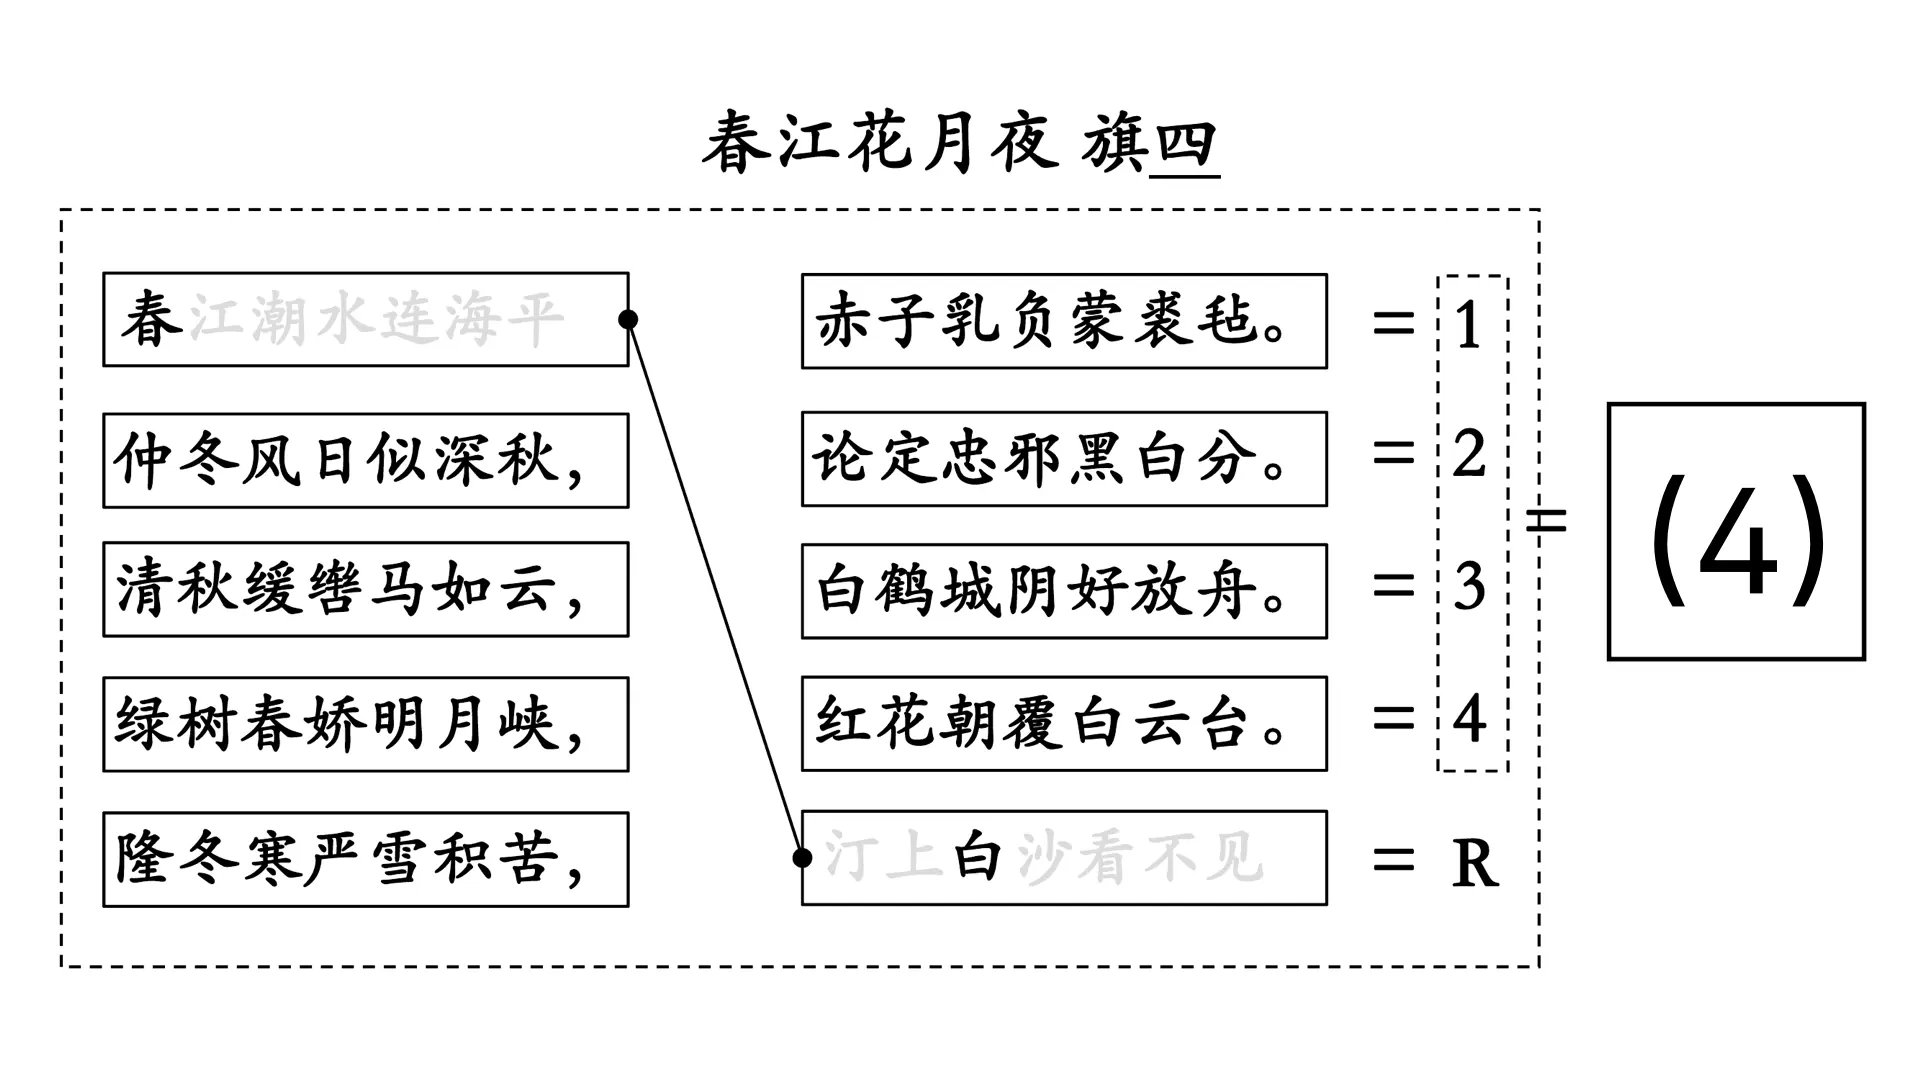 春江花月夜 旗四
春江潮水连海平
赤子乳负蒙裘毡。 = 1
仲冬风日似深秋，
论定忠邪黑白分。 = 2
清秋缓辔马如云，
白鹤城阴好放舟。 = 3
= (4)
绿树春娇明月峡，
红花朝覆白云台。 = 4
隆冬寒严雪积苦，
汀上白沙看不见 = R